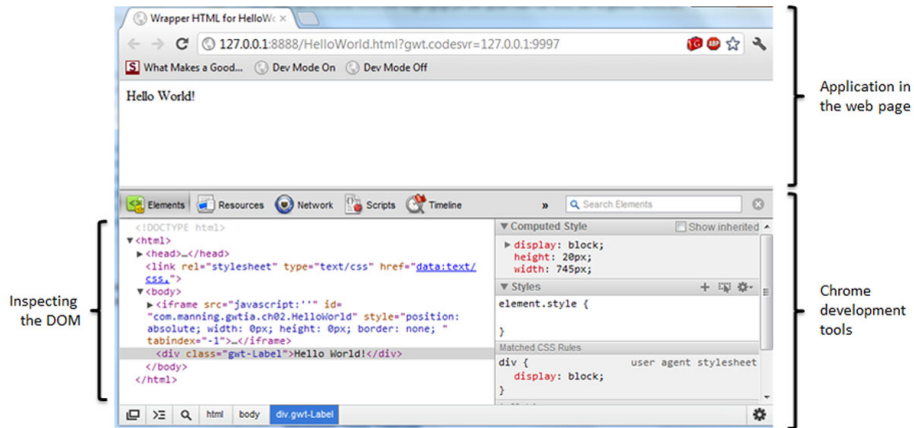 Wrapper HTML for HelloWo
127.0.0.1:8888/HelloWorld.html?gwt.codesvr=127.0.0.1:9997
What Makes a Good... Dev Mode On Dev Mode Off
Hello World!
Application in
the web page
Elements Resources Network Scripts Timeline » Search Elements
<!DOCTYPE html>
▼<html>
▶<head>…</head>
<link rel="stylesheet" type="text/css" href="data:text/
css,">
▼<body>
▶<iframe src="javascript:''" id=
"com.manning.gwtia.ch02.HelloWorld" style="position:
absolute; width: 0px; height: 0px; border: none; "
tabindex="-1">…</iframe>
<div class="gwt-Label">Hello World!</div>
</body>
</html>
▼ Computed Style Show inherited
▶ display: block;
height: 20px;
width: 745px;
▼ Styles
element.style {
}
Matched CSS Rules
div { user agent stylesheet
display: block;
}
Inspecting
the DOM
Chrome
development
tools
html body div.gwt-Label